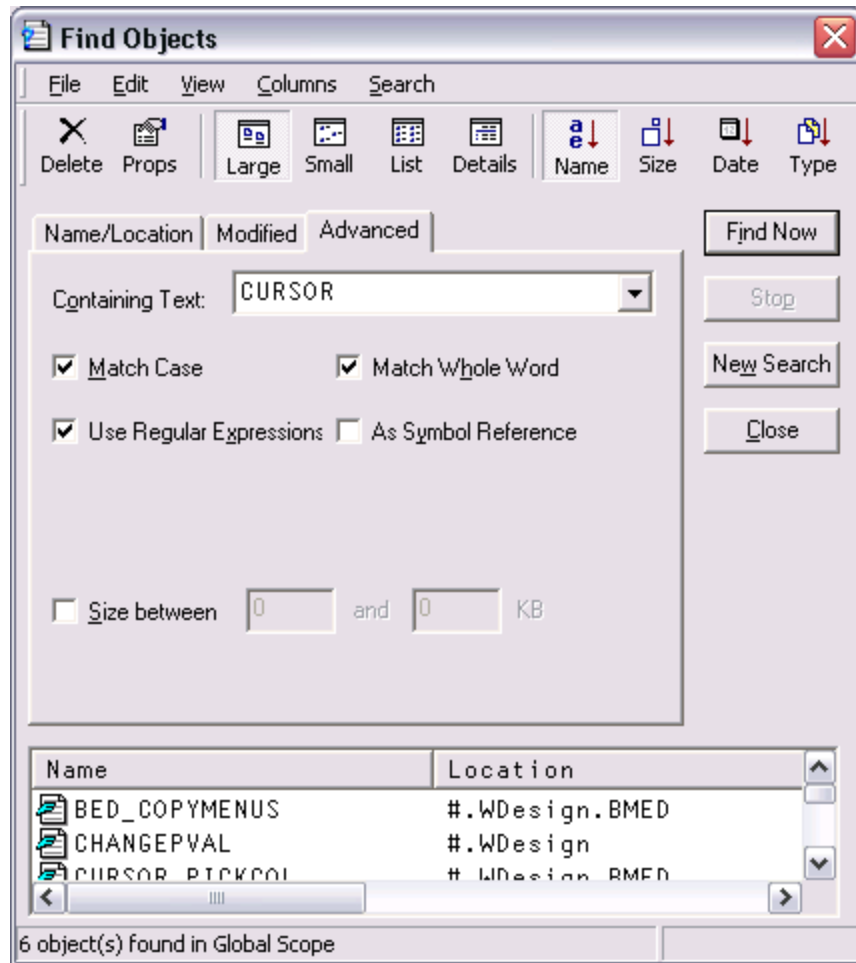 Find Objects
File Edit View Columns Search
Delete Props Large Small List Details Name Size Date Type
Name/Location Modified Advanced Find Now
Containing Text: CURSOR Stop
Match Case Match Whole Word New Search
Use Regular Expressions As Symbol Reference Close
Size between 0 and 0 KB
Name Location
BED_COPYMENUS #.WDesign.BMED
CHANGEPVAL #.WDesign
CURSOR_PICKCOL #.WDesign.BMED
6 object(s) found in Global Scope